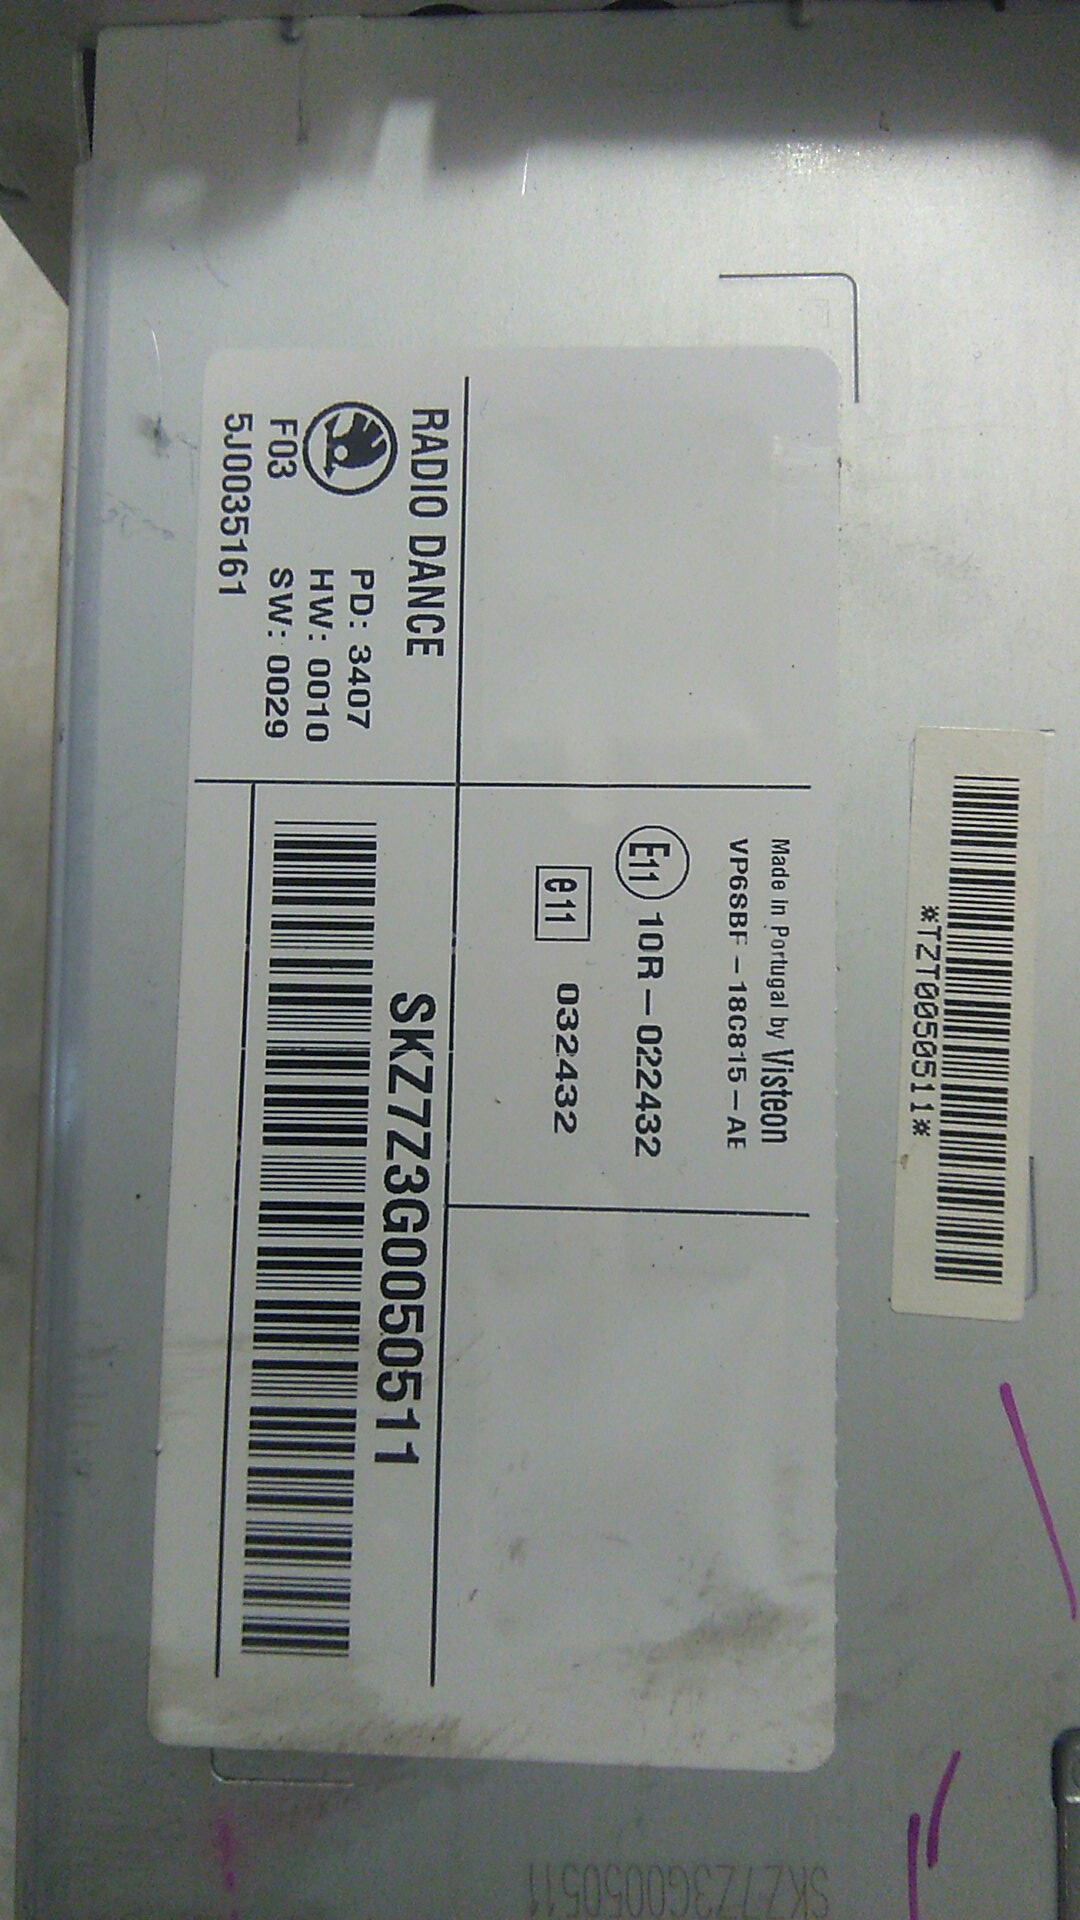 *TZT0050511*
Made in Portugal by Visteon
VP6SBF-18C815-AE
E11 10R-022432
e11 032432
RADIO DANCE
PD: 3407
HW: 0010
F03 SW: 0029
5J0035161
SKZ7Z3G0050511
SKZ7Z3G0050511